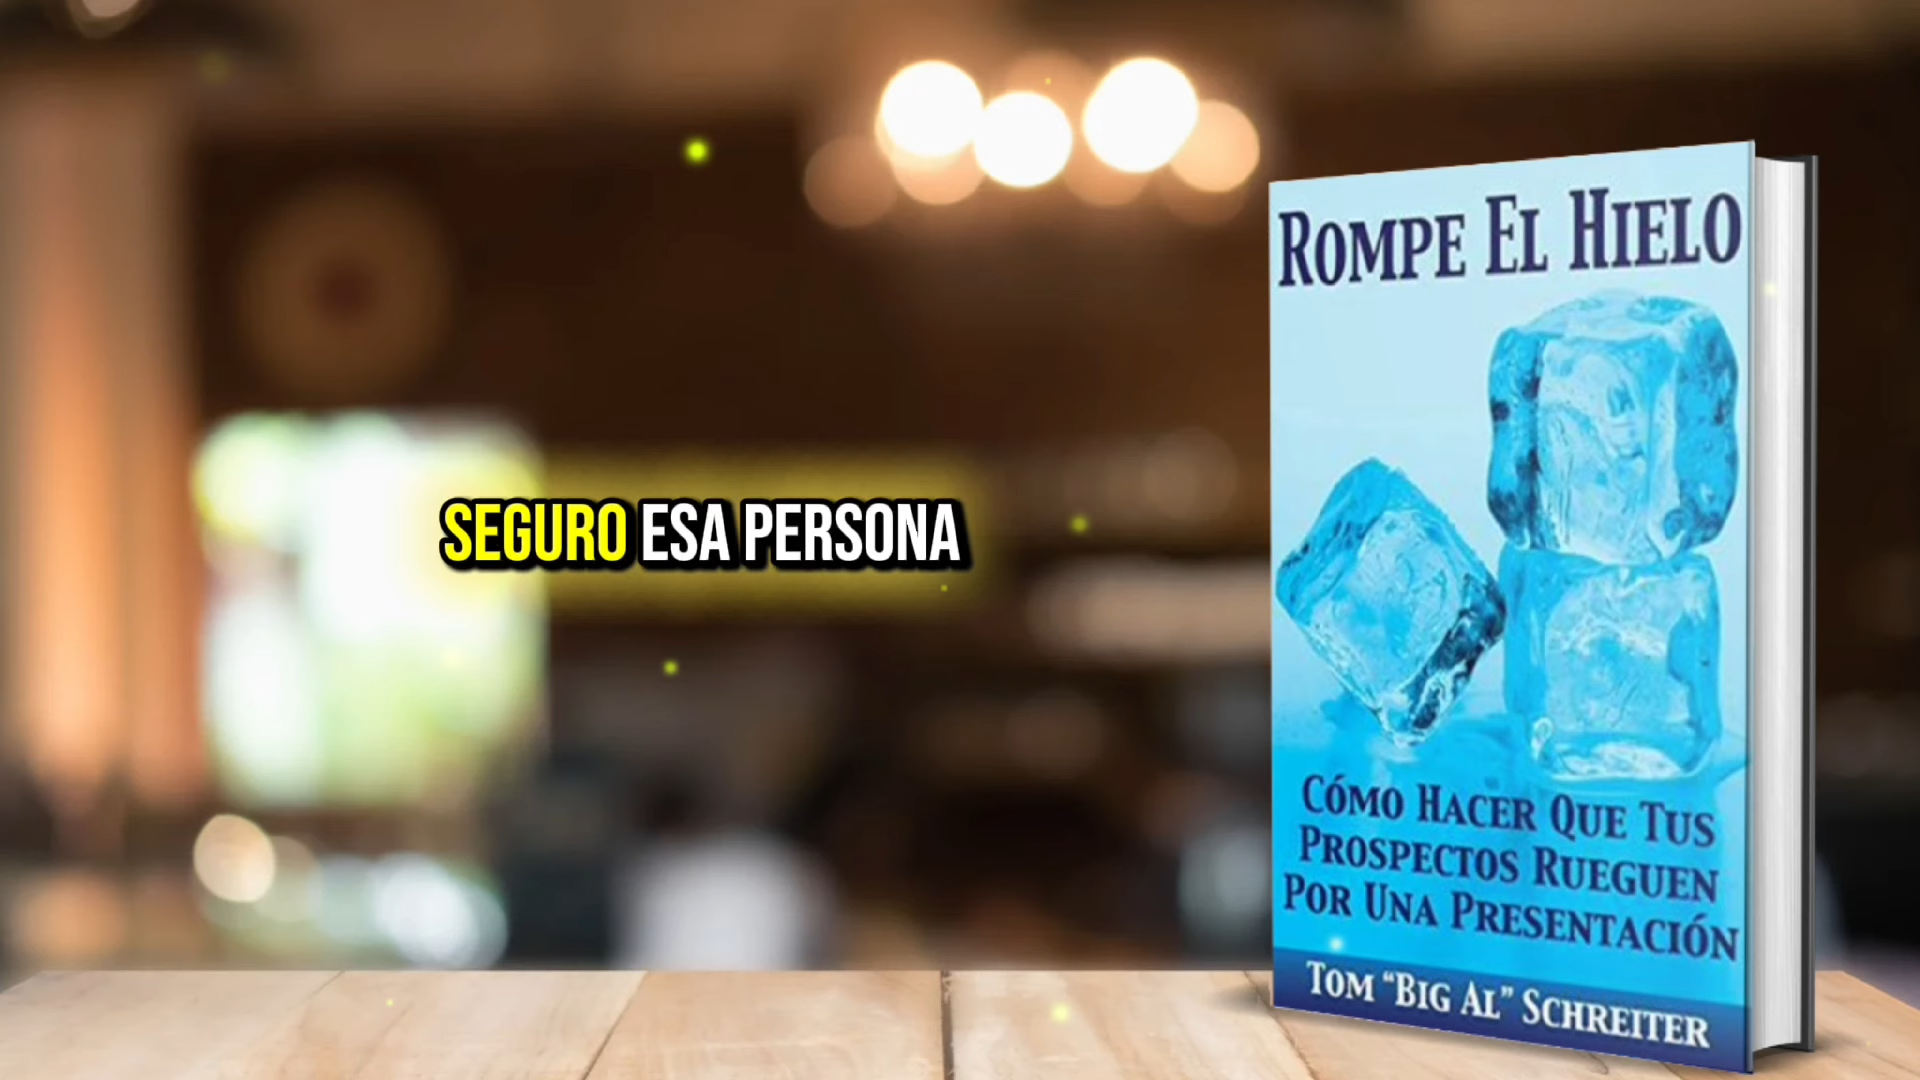 SEGURO ESA PERSONA
ROMPE EL HIELO
CÓMO HACER QUE TUS
PROSPECTOS RUEGUEN
POR UNA PRESENTACIÓN
TOM “BIG AL” SCHREITER